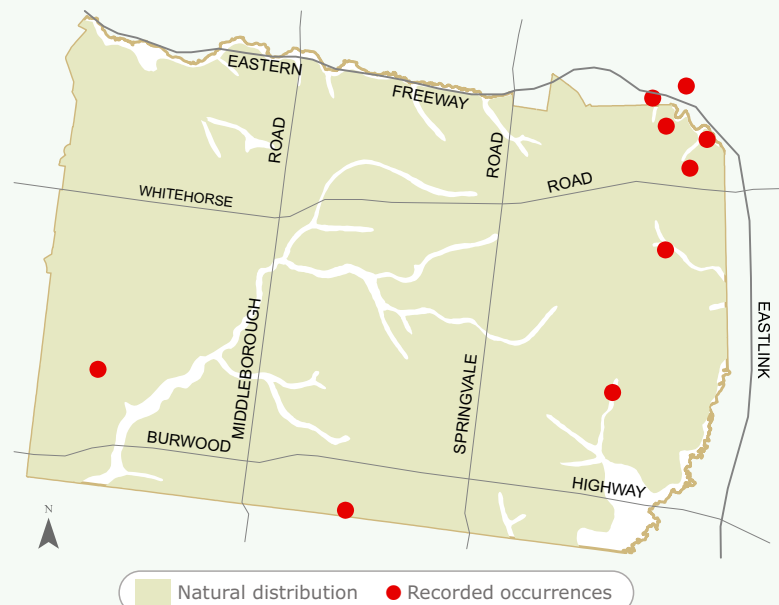 EASTERN
FREEWAY
ROAD
ROAD
WHITEHORSE
ROAD
MIDDLEBOROUGH
SPRINGVALE
EASTLINK
BURWOOD
HIGHWAY
N
Natural distribution
Recorded occurrences